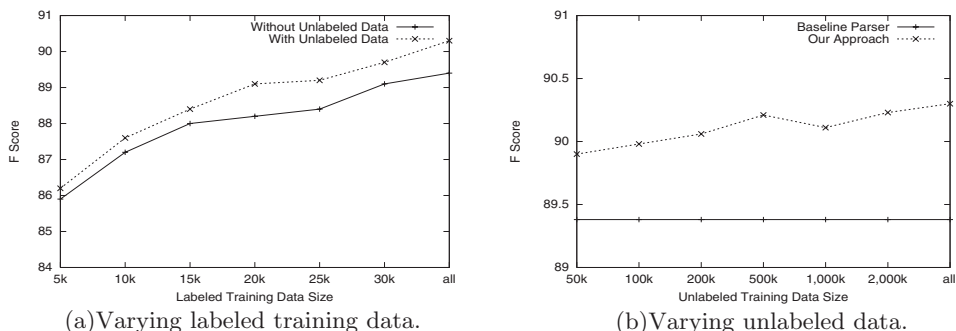 91
90
89
88
87
86
85
84
F Score
Without Unlabeled Data
With Unlabeled Data
5k 10k 15k 20k 25k 30k all
Labeled Training Data Size
(a)Varying labeled training data.
91
90.5
90
89.5
89
F Score
Baseline Parser
Our Approach
50k 100k 200k 500k 1,000k 2,000k all
Unlabeled Training Data Size
(b)Varying unlabeled data.